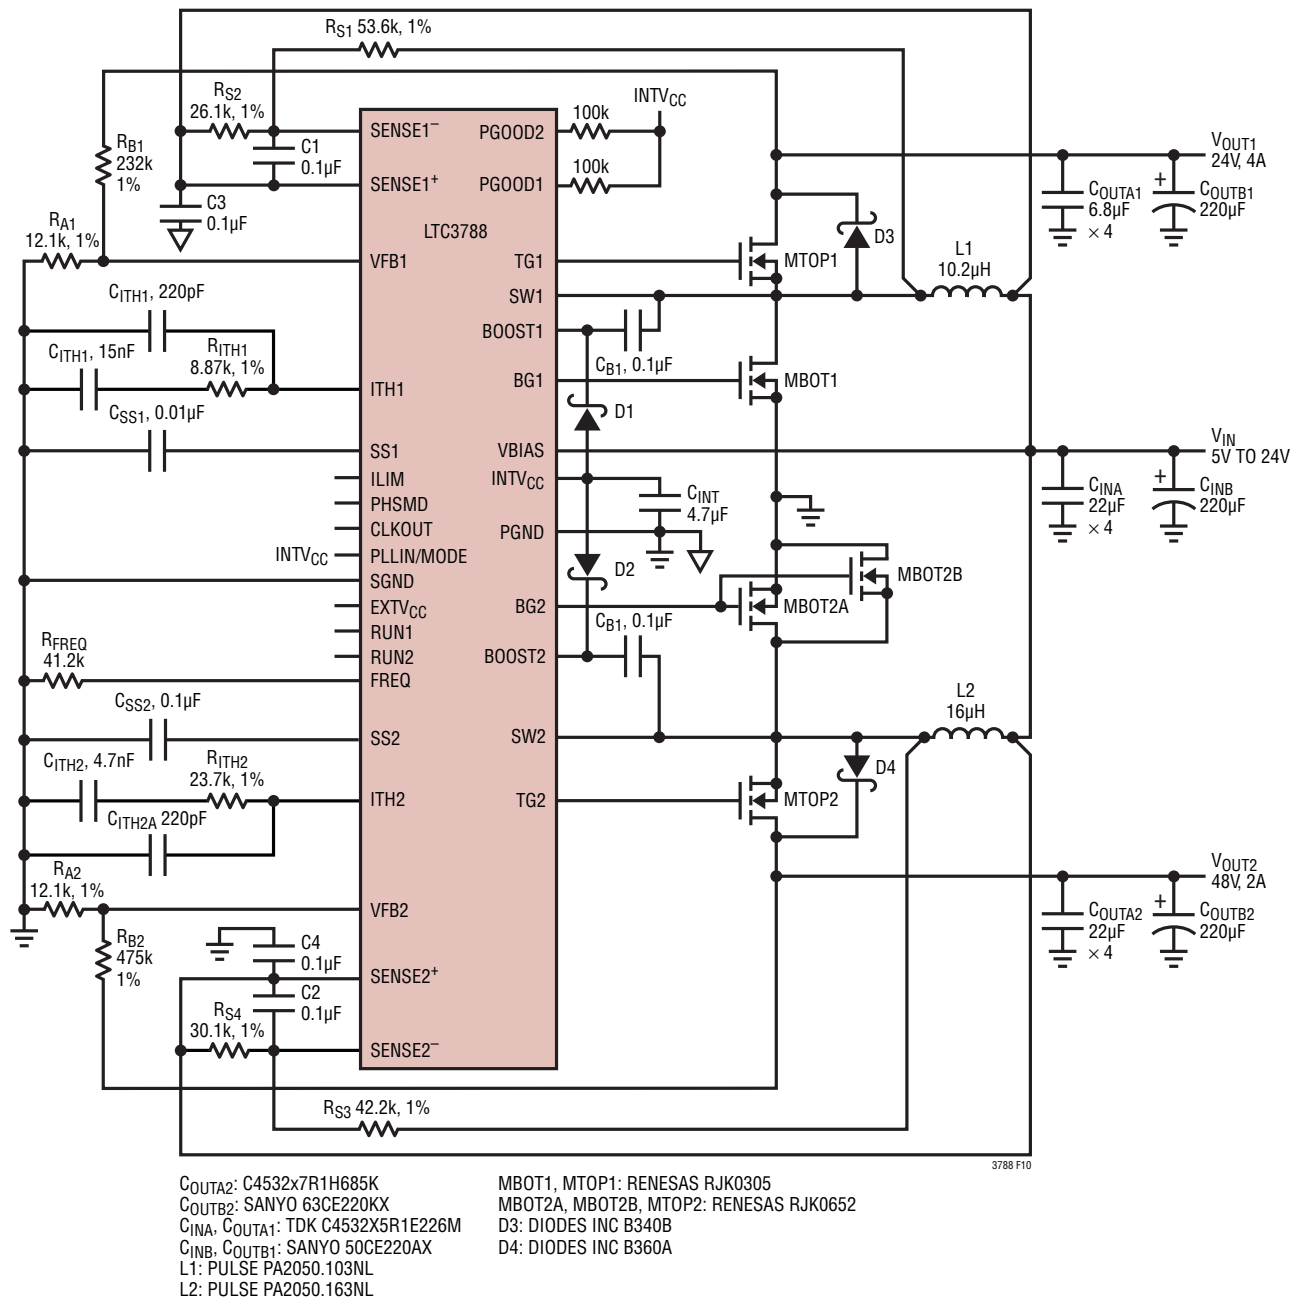 RS1 53.6k, 1%
RS2
26.1k, 1%
RB1
232k
1%
C1
0.1µF
C3
0.1µF
RA1
12.1k, 1%
CITH1, 220pF
CITH1, 15nF
RITH1
8.87k, 1%
CSS1, 0.01µF
INTVCC
RFREQ
41.2k
CSS2, 0.1µF
CITH2, 4.7nF
RITH2
23.7k, 1%
CITH2A 220pF
RA2
12.1k, 1%
RB2
475k
1%
C4
0.1µF
C2
0.1µF
RS4
30.1k, 1%
RS3 42.2k, 1%
LTC3788
SENSE1–
SENSE1+
VFB1
ITH1
SS1
ILIM
PHSMD
CLKOUT
PLLIN/MODE
SGND
EXTVCC
RUN1
RUN2
FREQ
SS2
ITH2
VFB2
SENSE2+
SENSE2–
PGOOD2
PGOOD1
TG1
SW1
BOOST1
BG1
VBIAS
INTVCC
PGND
BG2
BOOST2
SW2
TG2
100k
100k
INTVCC
MTOP1
D3
L1
10.2µH
CB1, 0.1µF
MBOT1
D1
CINT
4.7µF
D2
MBOT2B
MBOT2A
CB1, 0.1µF
L2
16µH
D4
MTOP2
VOUT1
24V, 4A
COUTA1
6.8µF
× 4
+
COUTB1
220µF
VIN
5V TO 24V
CINA
22µF
× 4
+
CINB
220µF
VOUT2
48V, 2A
COUTA2
22µF
× 4
+
COUTB2
220µF
3788 F10
COUTA2: C4532x7R1H685K
COUTB2: SANYO 63CE220KX
CINA, COUTA1: TDK C4532X5R1E226M
CINB, COUTB1: SANYO 50CE220AX
L1: PULSE PA2050.103NL
L2: PULSE PA2050.163NL
MBOT1, MTOP1: RENESAS RJK0305
MBOT2A, MBOT2B, MTOP2: RENESAS RJK0652
D3: DIODES INC B340B
D4: DIODES INC B360A